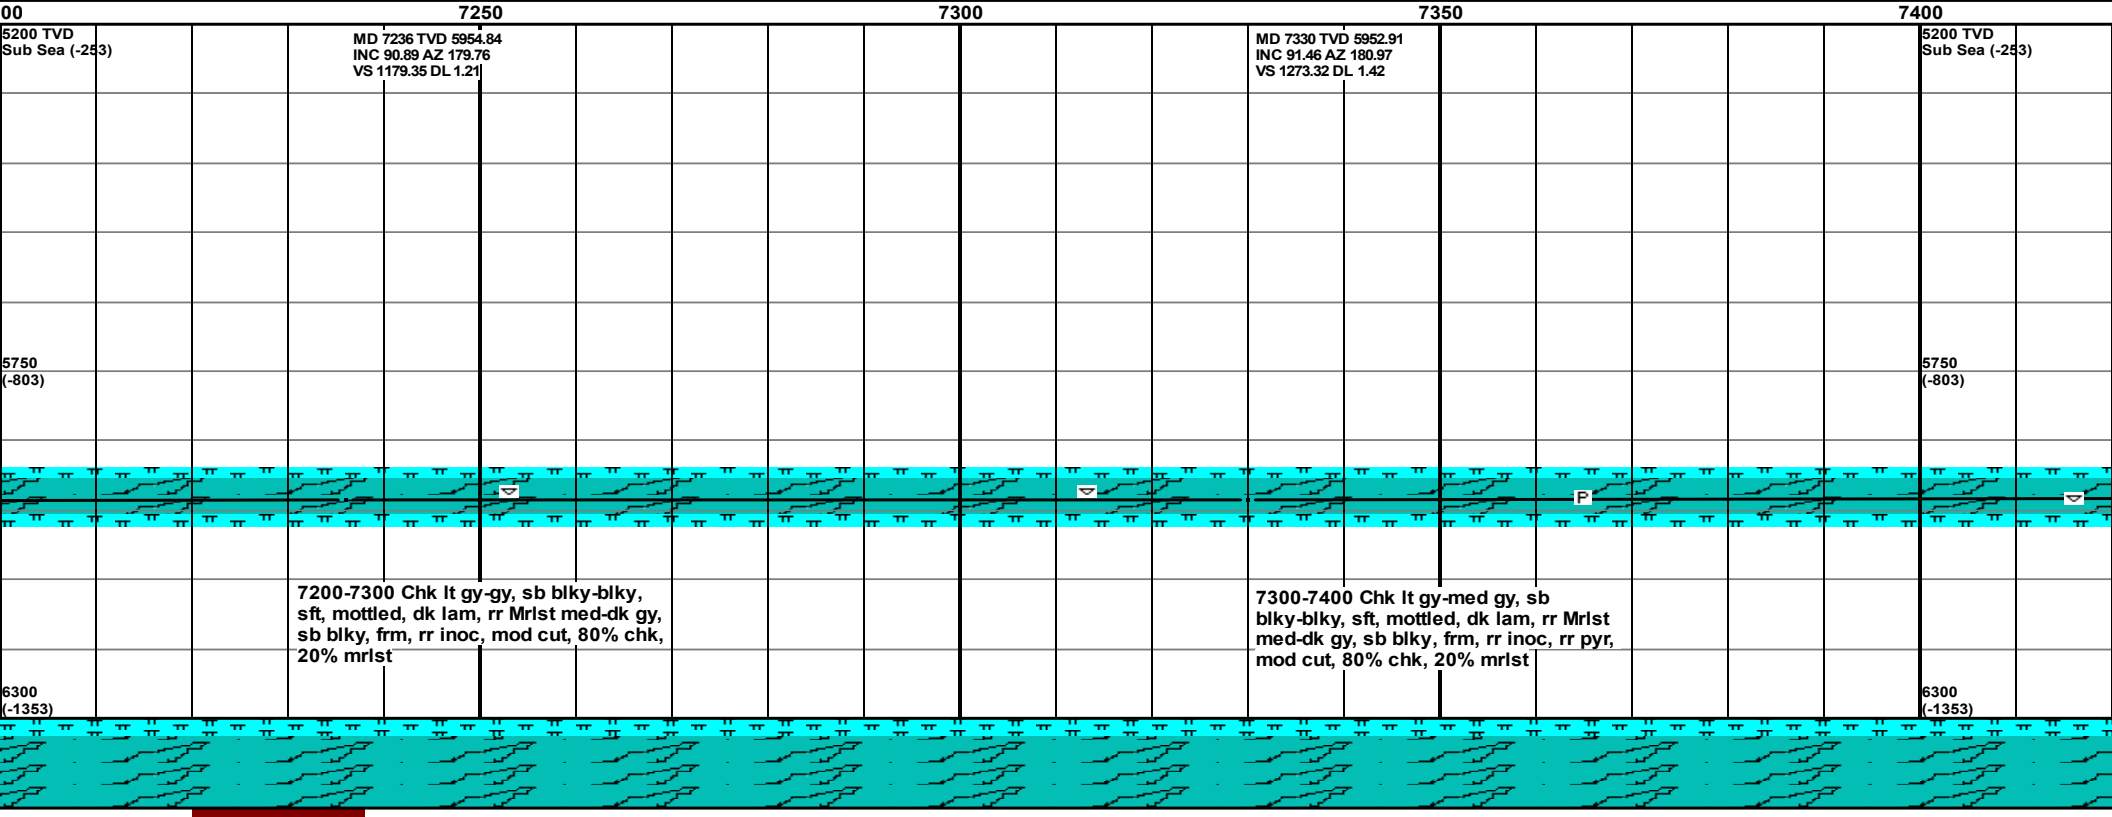 00 7250 7300 7350 7400
5200 TVD
Sub Sea (-253)
MD 7236 TVD 5954.84
INC 90.89 AZ 179.76
VS 1179.35 DL 1.21
MD 7330 TVD 5952.91
INC 91.46 AZ 180.97
VS 1273.32 DL 1.42
5200 TVD
Sub Sea (-253)
5750
(-803)
5750
(-803)
P
7200-7300 Chk lt gy-gy, sb blky-blky,
sft, mottled, dk lam, rr Mrlst med-dk gy,
sb blky, frm, rr inoc, mod cut, 80% chk,
20% mrlst
7300-7400 Chk lt gy-med gy, sb
blky-blky, sft, mottled, dk lam, rr Mrlst
med-dk gy, sb blky, frm, rr inoc, rr pyr,
mod cut, 80% chk, 20% mrlst
6300
(-1353)
6300
(-1353)